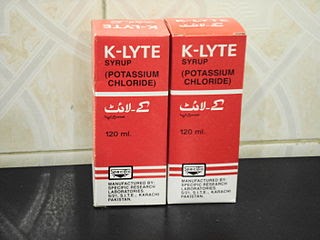 K-LYTE
SYRUP
(POTASSIUM
CHLORIDE)
کے-لائٹ
120 ml.
MANUFACTURED BY:
SPECIFIC RESEARCH
LABORATORIES,
S.I.T.E., KARACHI
PAKISTAN.
K-LYTE
SYRUP
(POTASSIUM
CHLORIDE)
کے-لائٹ
120 ml.
MANUFACTURED BY:
SPECIFIC RESEARCH
LABORATORIES,
S.I.T.E., KARACHI
PAKISTAN.